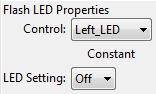 Flash LED Properties
Control: Left_LED
Constant
LED Setting: Off